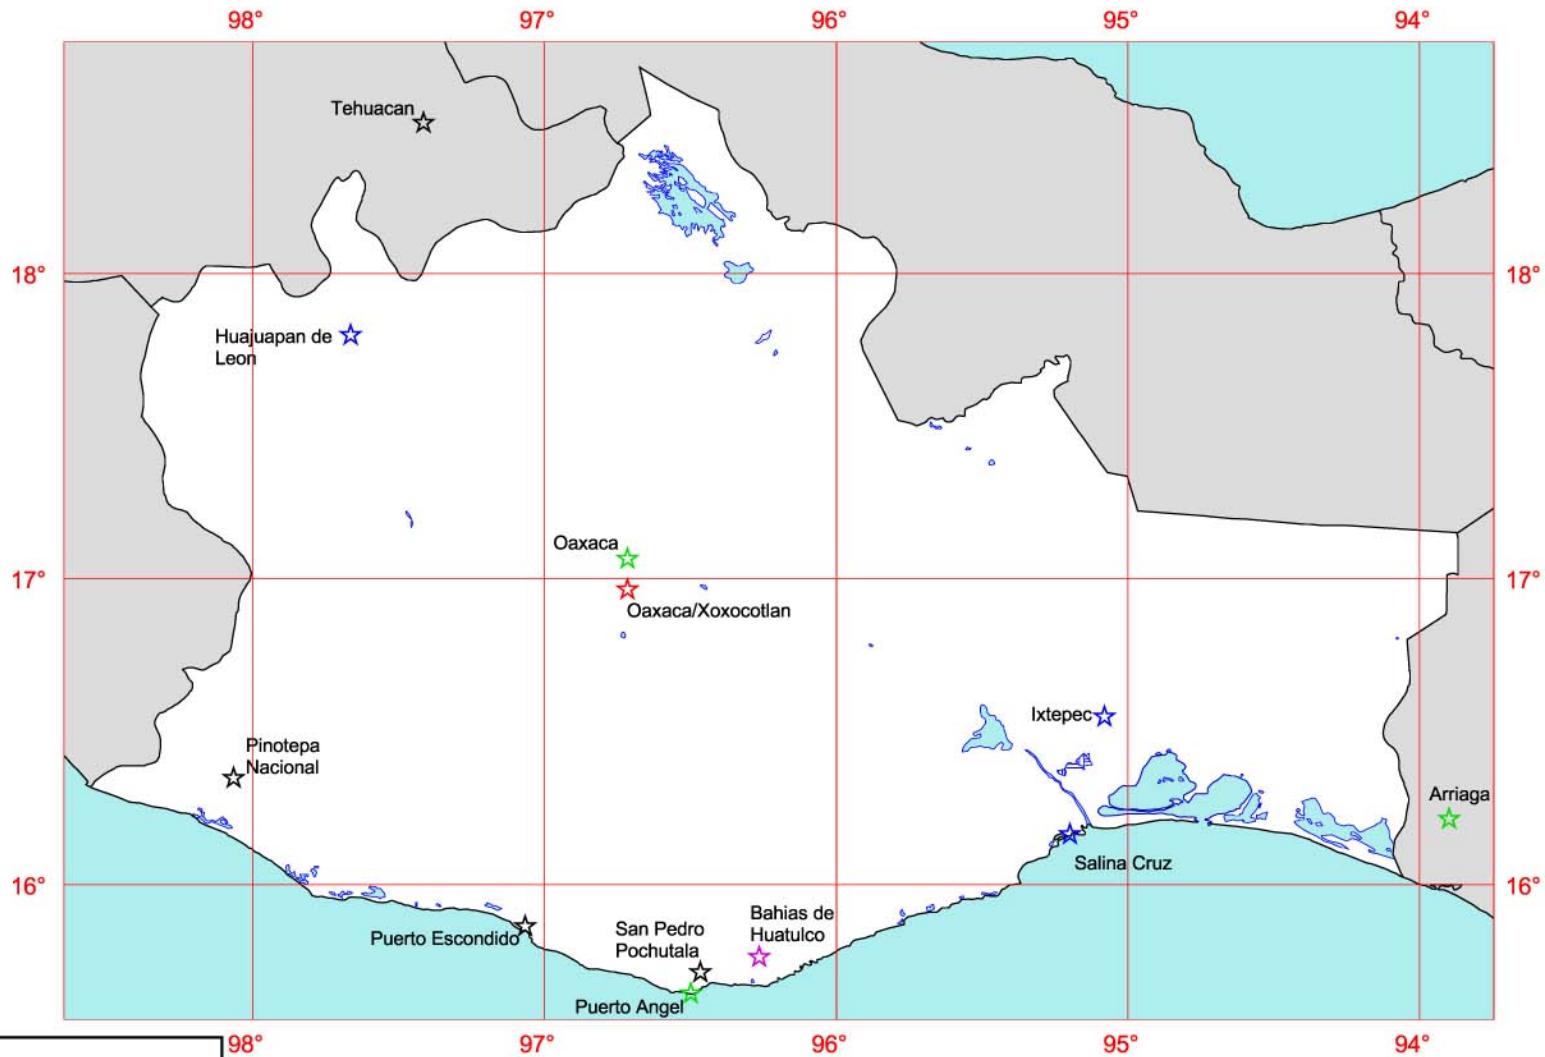 98°
97°
96°
95°
94°
Tehuacan
18°
18°
Huajuapan de
Leon
Oaxaca
17°
17°
Oaxaca/Xoxocotlan
Ixtepec
Pinotepa
Nacional
Arriaga
Salina Cruz
16°
16°
Bahias de
Huatulco
San Pedro
Pochutala
Puerto Escondido
Puerto Angel
98°
97°
96°
95°
94°